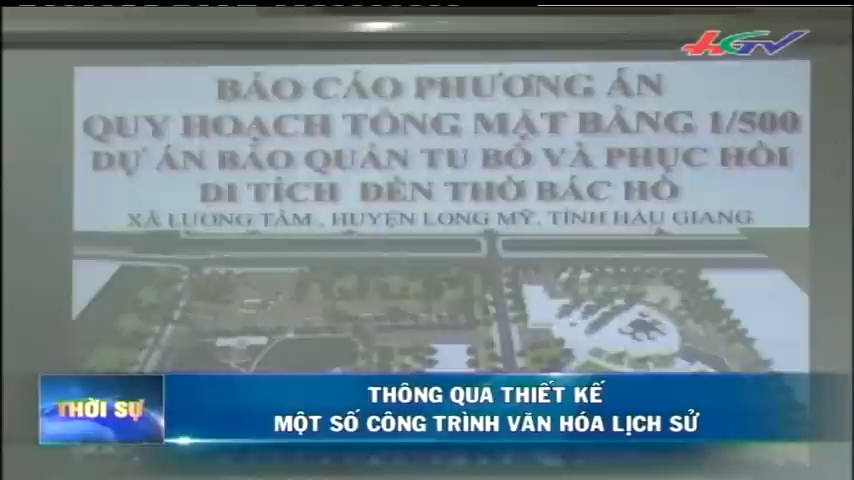 HGV
BÁO CÁO PHƯƠNG ÁN
QUY HOẠCH TỔNG MẶT BẰNG 1/500
DỰ ÁN BẢO QUẢN TU BỔ VÀ PHỤC HỒI
DI TÍCH ĐỀN THỜ BÁC HỒ
XÃ LƯƠNG TÂM, HUYỆN LONG MỸ, TỈNH HẬU GIANG
THỜI SỰ
THÔNG QUA THIẾT KẾ
MỘT SỐ CÔNG TRÌNH VĂN HÓA LỊCH SỬ